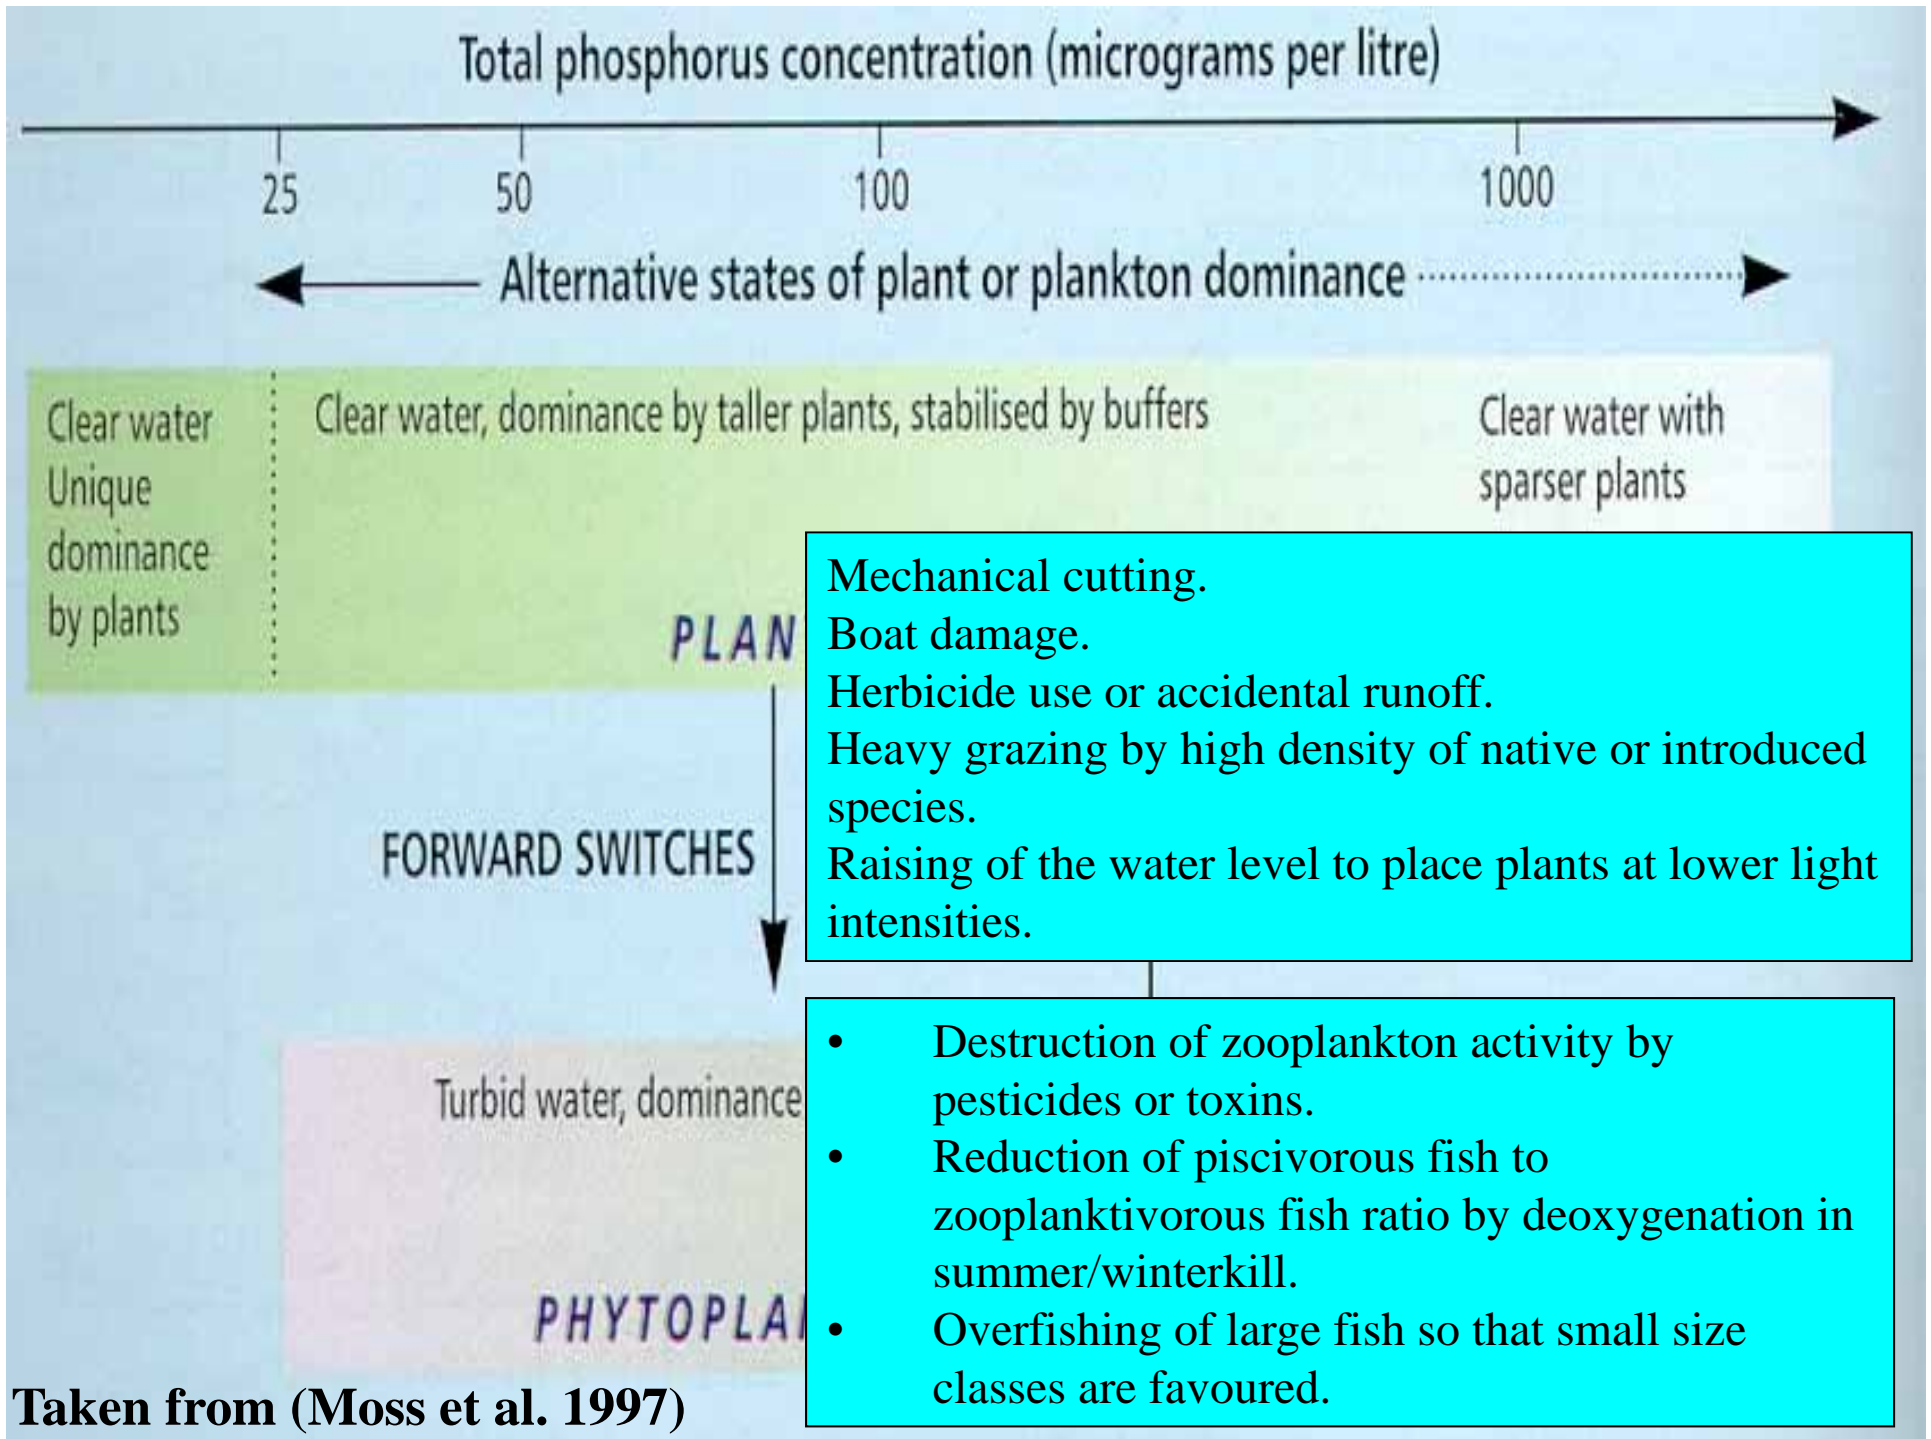 Total phosphorus concentration (micrograms per litre)
25 50 100 1000
Alternative states of plant or plankton dominance
Clear water
Unique
dominance
by plants
Clear water, dominance by taller plants, stabilised by buffers
Clear water with
sparser plants
PLAN
Mechanical cutting.
Boat damage.
Herbicide use or accidental runoff.
Heavy grazing by high density of native or introduced
species.
Raising of the water level to place plants at lower light
intensities.
FORWARD SWITCHES
Turbid water, dominance
PHYTOPLA
• Destruction of zooplankton activity by
pesticides or toxins.
• Reduction of piscivorous fish to
zooplanktivorous fish ratio by deoxygenation in
summer/winterkill.
• Overfishing of large fish so that small size
classes are favoured.
Taken from (Moss et al. 1997)